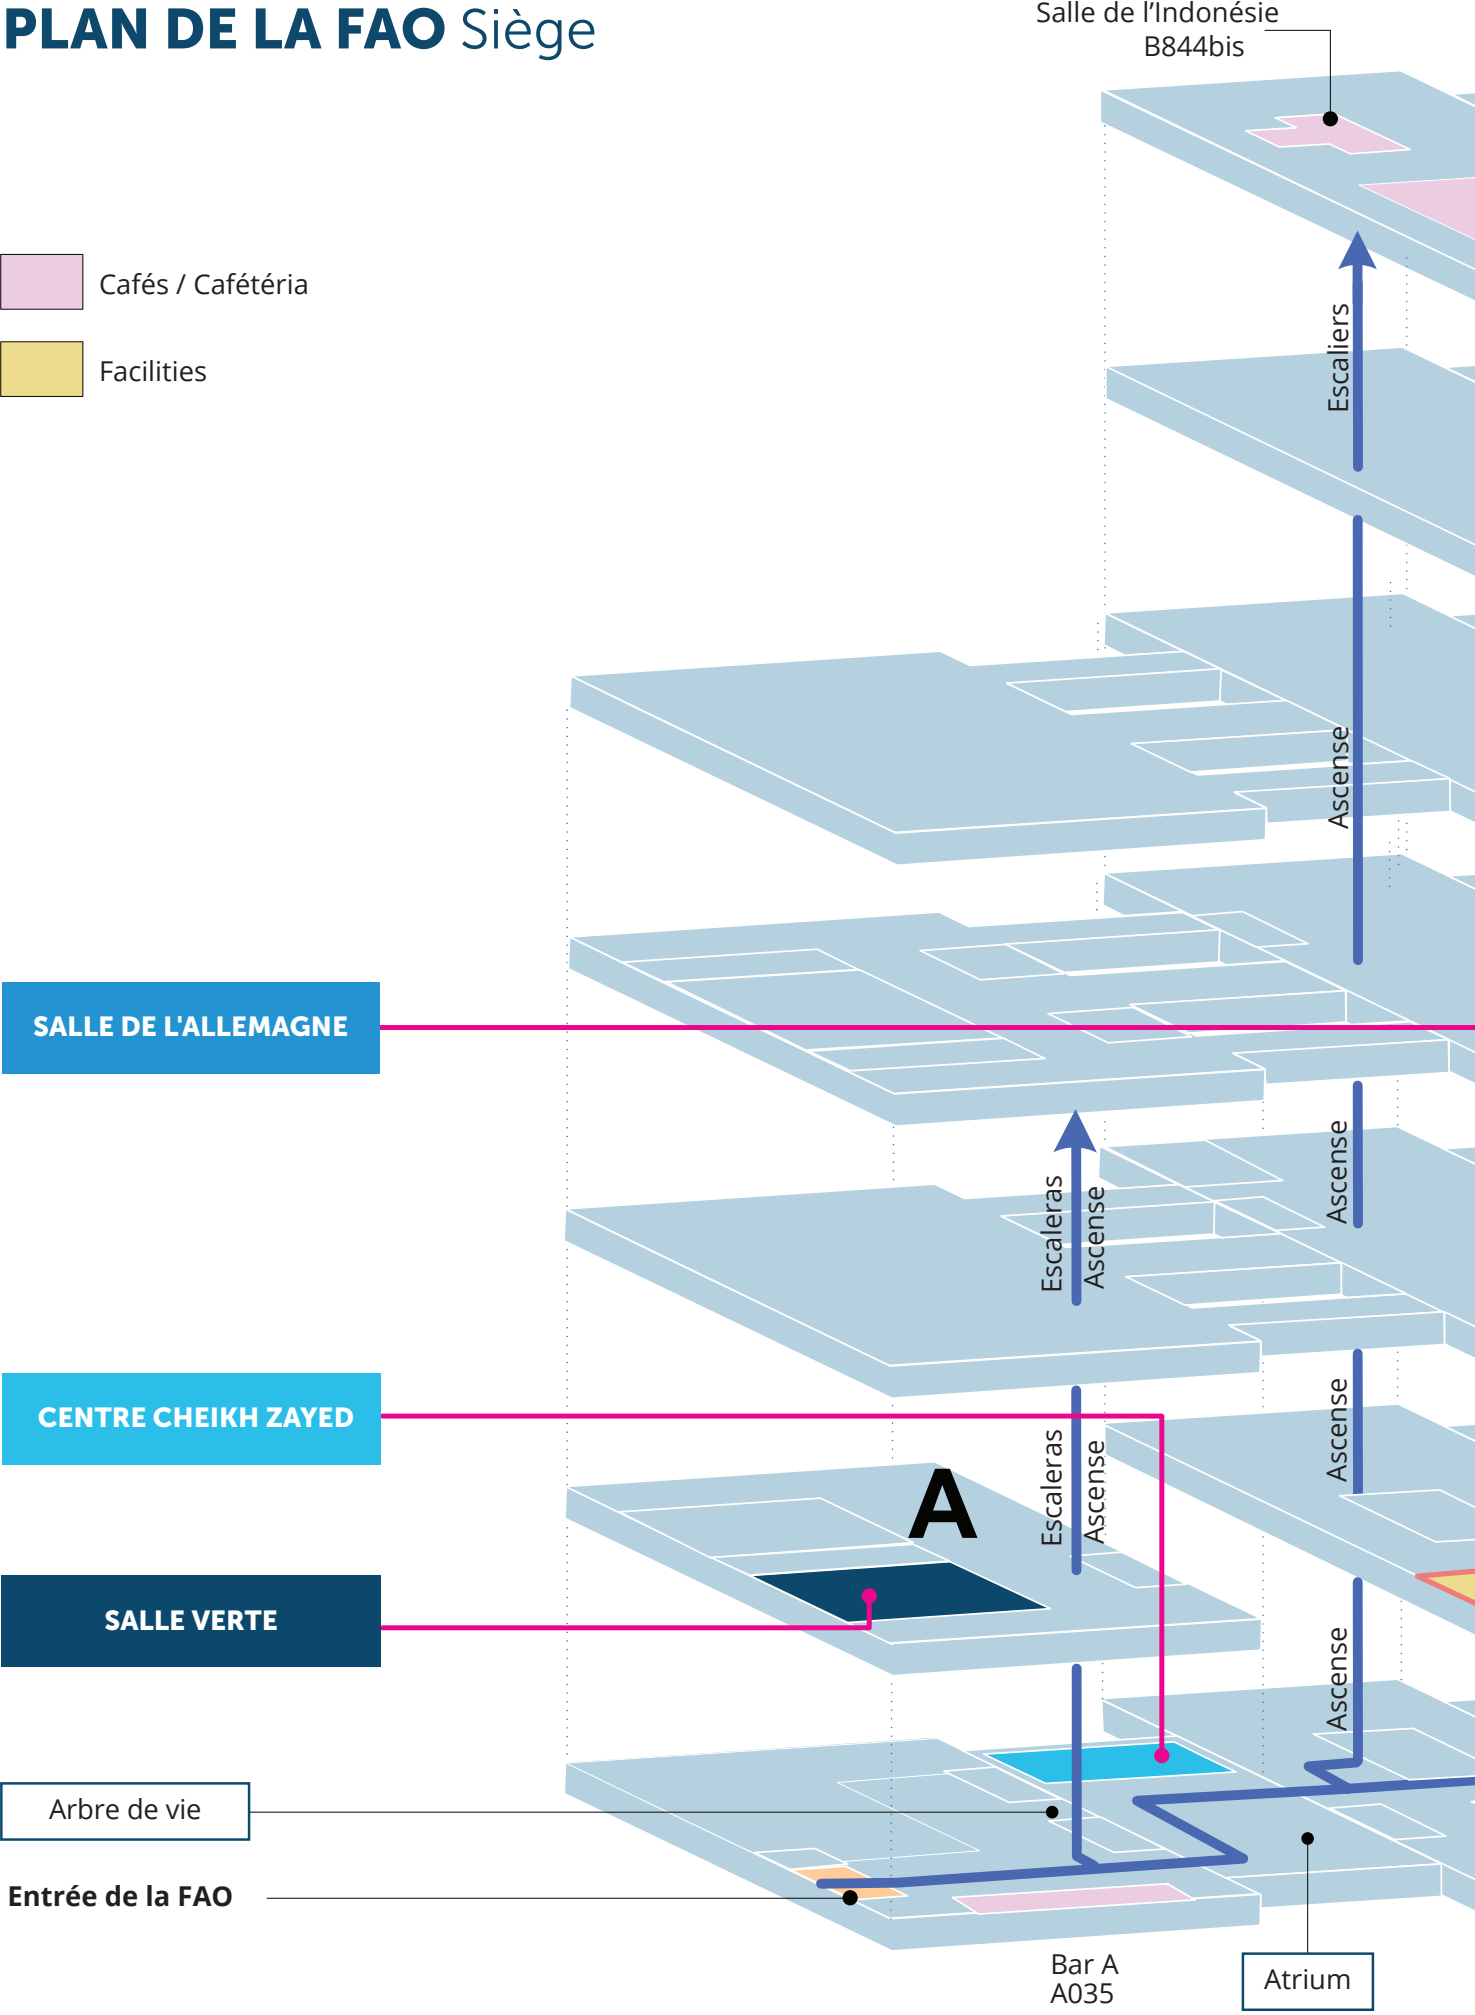 PLAN DE LA FAO Siège
Salle de l’Indonésie
B844bis
Cafés / Cafétéria
Facilities
Escaliers
Ascense
SALLE DE L'ALLEMAGNE
Ascense
Escaleras
Ascense
CENTRE CHEIKH ZAYED
Ascense
Escaleras
Ascense
A
SALLE VERTE
Ascense
Arbre de vie
Entrée de la FAO
Bar A
A035
Atrium